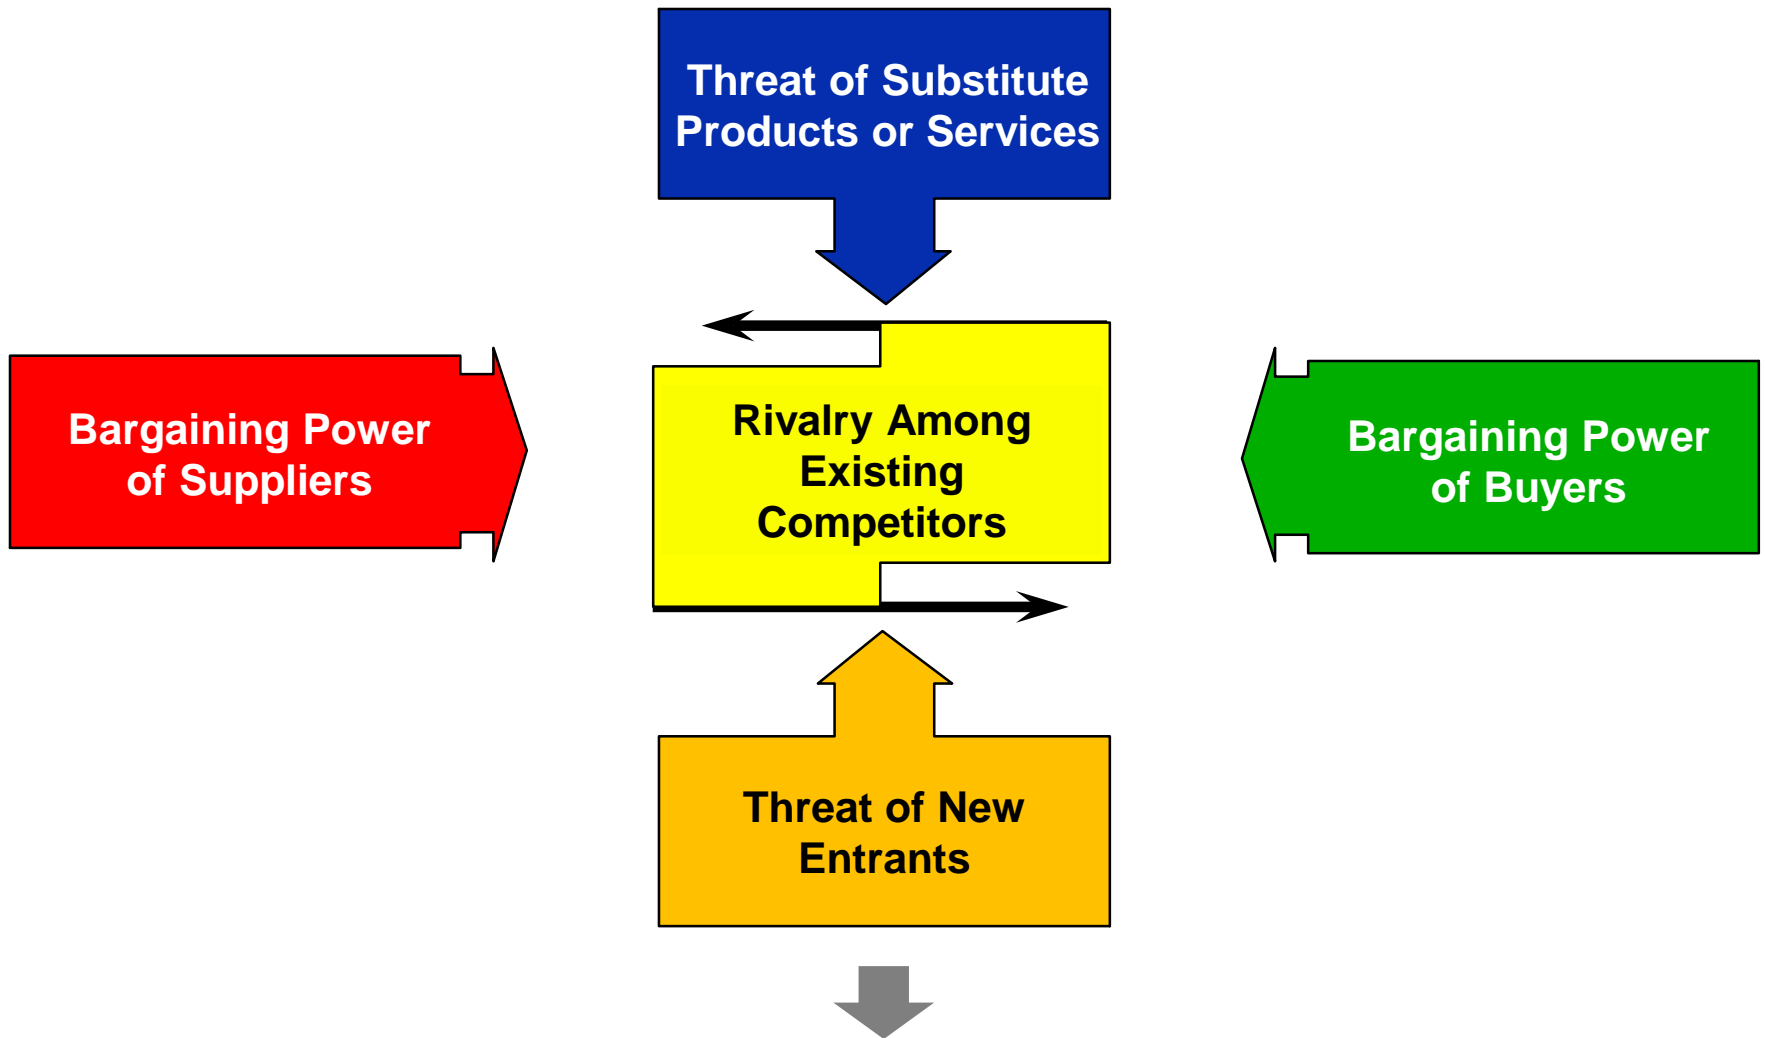 Threat of Substitute
Products or Services
Bargaining Power
of Suppliers
Rivalry Among
Existing
Competitors
Bargaining Power
of Buyers
Threat of New
Entrants